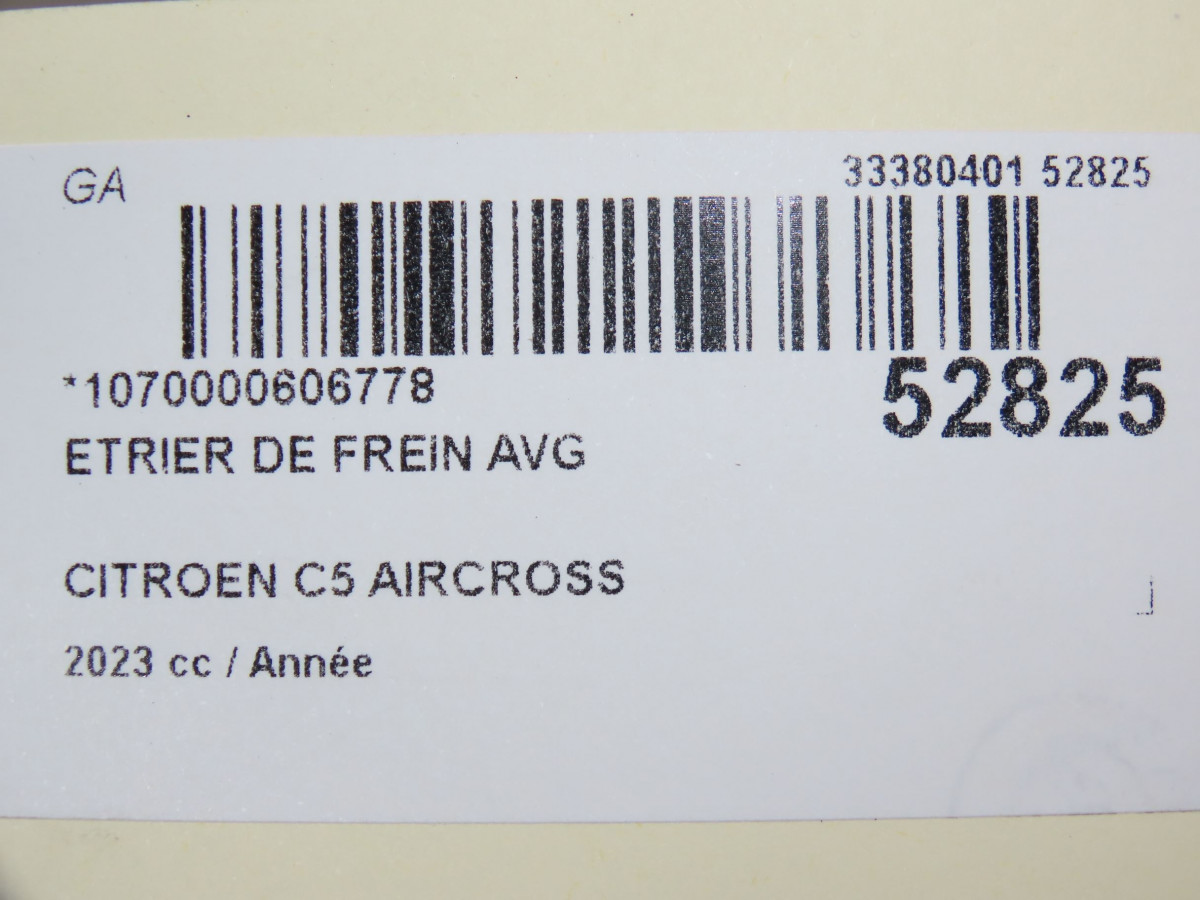 GA
33380401 52825
*1070000606778
52825
ETRIER DE FREIN AVG
CITROEN C5 AIRCROSS
2023 cc / Année